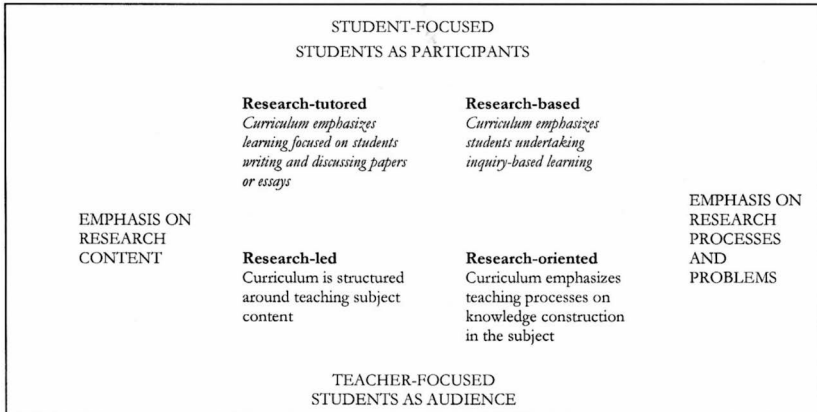 STUDENT-FOCUSED
STUDENTS AS PARTICIPANTS
Research-tutored
Curriculum emphasizes
learning focused on students
writing and discussing papers
or essays
Research-based
Curriculum emphasizes
students undertaking
inquiry-based learning
EMPHASIS ON
RESEARCH
CONTENT
EMPHASIS ON
RESEARCH
PROCESSES
AND
PROBLEMS
Research-led
Curriculum is structured
around teaching subject
content
Research-oriented
Curriculum emphasizes
teaching processes on
knowledge construction
in the subject
TEACHER-FOCUSED
STUDENTS AS AUDIENCE